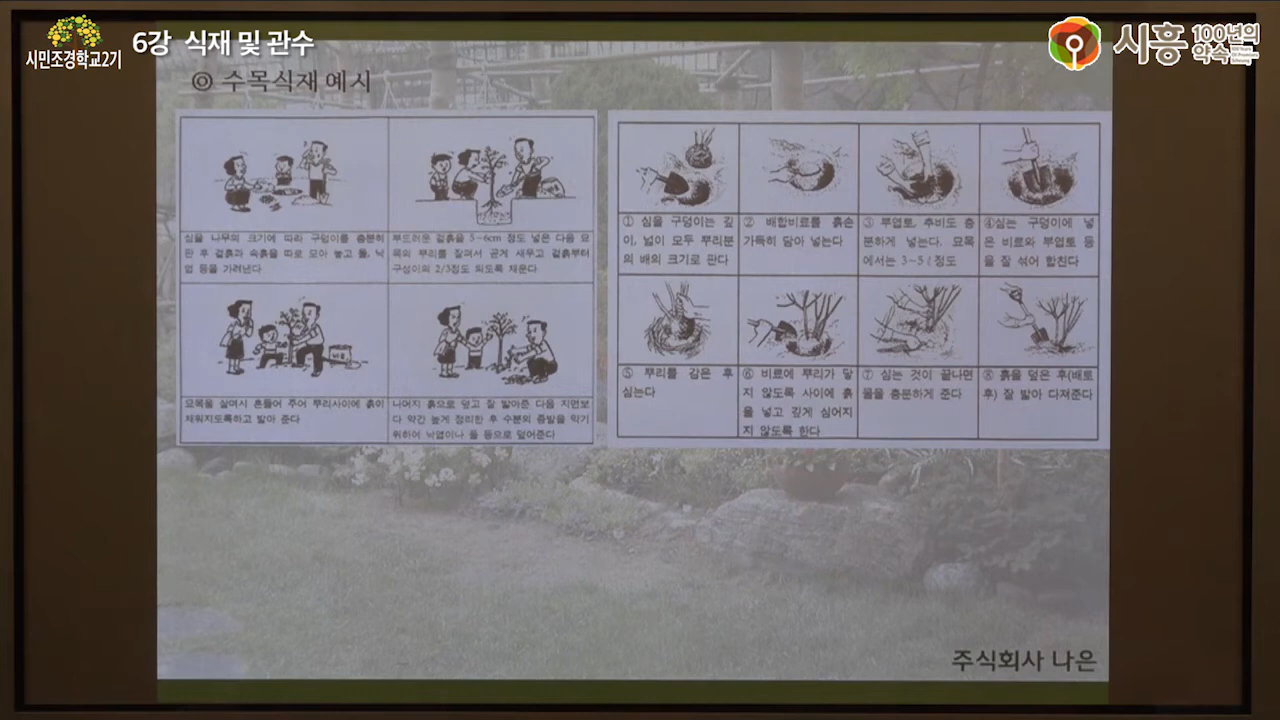 시민조경학교2기
6강 식재 및 관수
시흥
100년의
약속
◎ 수목식재 예시
심을 나무의 크기에 따라 구덩이를 충분히
판 후 겉흙과 속흙을 따로 모아 놓고 돌, 낙
엽 등을 가려낸다
부드러운 겉흙을 5~6cm 정도 넣은 다음 묘
목의 뿌리를 잘펴서 곧게 세우고 겉흙부터
구덩이의 2/3정도 되도록 채운다
묘목을 살며시 흔들어 주어 뿌리사이에 흙이
채워지도록하고 밟아 준다
나머지 흙으로 덮고 잘 밟아준 다음 지면보
다 약간 높게 정리한 후 수분의 증발을 막기
위하여 낙엽이나 풀 등으로 덮어준다
① 심을 구덩이는 깊
이, 넓이 모두 뿌리분
의 배의 크기로 판다
② 배합비료를 흙손
가득히 담아 넣는다
③ 부엽토, 추비도 충
분하게 넣는다. 묘목
에서는 3~5ℓ정도
④심는 구덩이에 넣
은 비료와 부엽토 등
을 잘 섞어 합친다
⑤ 뿌리를 감은 후
심는다
⑥ 비료에 뿌리가 닿
지 않도록 사이에 흙
을 넣고 깊게 심어지
지 않도록 한다
⑦ 심는 것이 끝나면
물을 충분하게 준다
⑧ 흙을 덮은 후(배토
후) 잘 밟아 다져준다
주식회사 나은